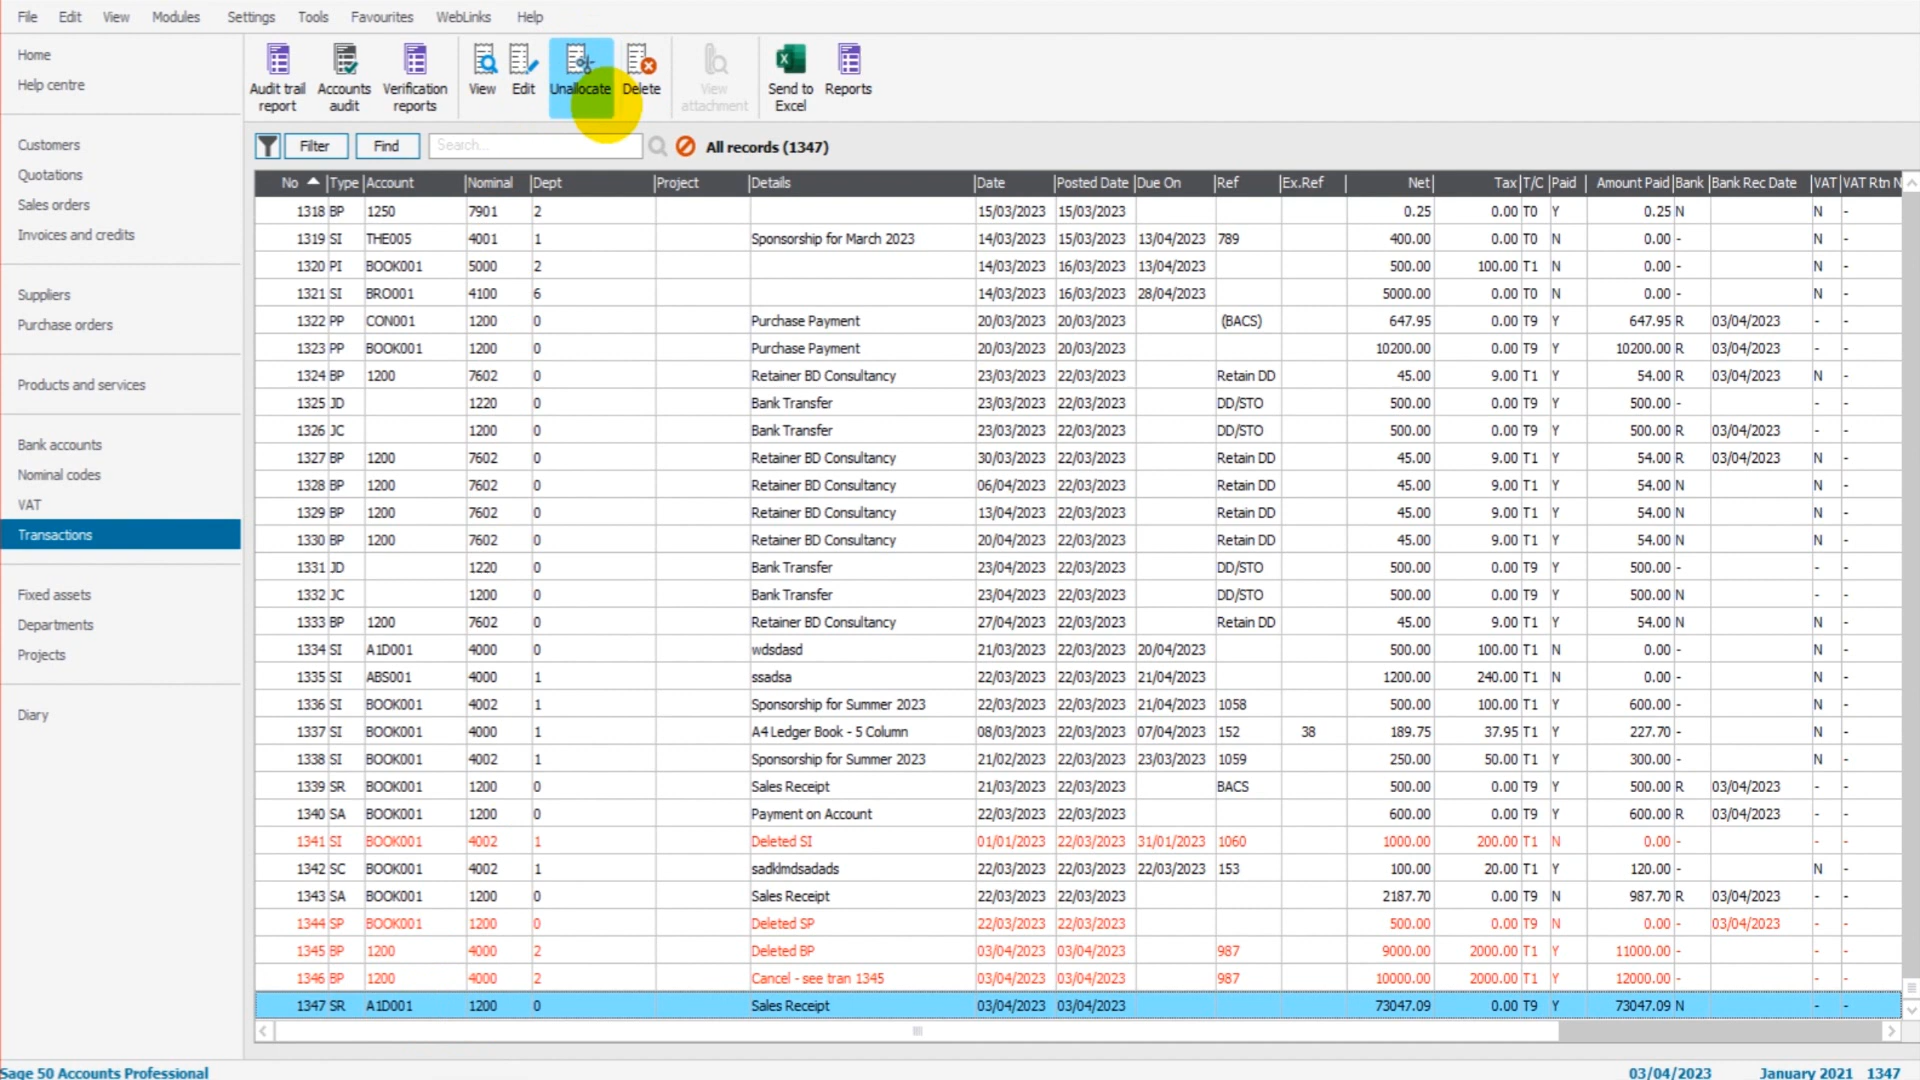 File Edit View Modules Settings Tools Favourites WebLinks Help
Home
Help centre
Customers
Quotations
Sales orders
Invoices and credits
Suppliers
Purchase orders
Products and services
Bank accounts
Nominal codes
VAT
Transactions
Fixed assets
Departments
Projects
Diary
Audit trail report
Accounts audit
Verification reports
View
Edit
Unallocate
Delete
View attachment
Send to Excel
Reports
Filter Find Search... All records (1347)
No Type Account Nominal Dept Project Details Date Posted Date Due On Ref Ex.Ref Net Tax T/C Paid Amount Paid Bank Bank Rec Date VAT VAT Rtn N
1318 BP 1250 7901 2 15/03/2023 15/03/2023 0.25 0.00 T0 Y 0.25 N N -
1319 SI THE005 4001 1 Sponsorship for March 2023 14/03/2023 15/03/2023 13/04/2023 789 400.00 0.00 T0 N 0.00 - N -
1320 PI BOOK001 5000 2 14/03/2023 16/03/2023 13/04/2023 500.00 100.00 T1 N 0.00 - N -
1321 SI BRO001 4100 6 14/03/2023 16/03/2023 28/04/2023 5000.00 0.00 T0 N 0.00 - N -
1322 PP CON001 1200 0 Purchase Payment 20/03/2023 20/03/2023 (BACS) 647.95 0.00 T9 Y 647.95 R 03/04/2023 - -
1323 PP BOOK001 1200 0 Purchase Payment 20/03/2023 20/03/2023 10200.00 0.00 T9 Y 10200.00 R 03/04/2023 - -
1324 BP 1200 7602 0 Retainer BD Consultancy 23/03/2023 22/03/2023 Retain DD 45.00 9.00 T1 Y 54.00 R 03/04/2023 N -
1325 JD 1220 0 Bank Transfer 23/03/2023 22/03/2023 DD/STO 500.00 0.00 T9 Y 500.00 - - -
1326 JC 1200 0 Bank Transfer 23/03/2023 22/03/2023 DD/STO 500.00 0.00 T9 Y 500.00 R 03/04/2023 - -
1327 BP 1200 7602 0 Retainer BD Consultancy 30/03/2023 22/03/2023 Retain DD 45.00 9.00 T1 Y 54.00 R 03/04/2023 N -
1328 BP 1200 7602 0 Retainer BD Consultancy 06/04/2023 22/03/2023 Retain DD 45.00 9.00 T1 Y 54.00 N N -
1329 BP 1200 7602 0 Retainer BD Consultancy 13/04/2023 22/03/2023 Retain DD 45.00 9.00 T1 Y 54.00 N N -
1330 BP 1200 7602 0 Retainer BD Consultancy 20/04/2023 22/03/2023 Retain DD 45.00 9.00 T1 Y 54.00 N N -
1331 JD 1220 0 Bank Transfer 23/04/2023 22/03/2023 DD/STO 500.00 0.00 T9 Y 500.00 - - -
1332 JC 1200 0 Bank Transfer 23/04/2023 22/03/2023 DD/STO 500.00 0.00 T9 Y 500.00 N - -
1333 BP 1200 7602 0 Retainer BD Consultancy 27/04/2023 22/03/2023 Retain DD 45.00 9.00 T1 Y 54.00 N N -
1334 SI A1D001 4000 0 wdsdasd 21/03/2023 22/03/2023 20/04/2023 500.00 100.00 T1 N 0.00 - N -
1335 SI ABS001 4000 1 ssadsa 22/03/2023 22/03/2023 21/04/2023 1200.00 240.00 T1 N 0.00 - N -
1336 SI BOOK001 4002 1 Sponsorship for Summer 2023 22/03/2023 22/03/2023 21/04/2023 1058 500.00 100.00 T1 Y 600.00 - N -
1337 SI BOOK001 4000 1 A4 Ledger Book - 5 Column 08/03/2023 22/03/2023 07/04/2023 152 38 189.75 37.95 T1 Y 227.70 - N -
1338 SI BOOK001 4002 1 Sponsorship for Summer 2023 21/02/2023 22/03/2023 23/03/2023 1059 250.00 50.00 T1 Y 300.00 - N -
1339 SR BOOK001 1200 0 Sales Receipt 21/03/2023 22/03/2023 BACS 500.00 0.00 T9 Y 500.00 R 03/04/2023 - -
1340 SA BOOK001 1200 0 Payment on Account 22/03/2023 22/03/2023 600.00 0.00 T9 Y 600.00 R 03/04/2023 - -
1341 SI BOOK001 4002 1 Deleted SI 01/01/2023 22/03/2023 31/01/2023 1060 1000.00 200.00 T1 N 0.00 - - -
1342 SC BOOK001 4002 1 sadklmdsadads 22/03/2023 22/03/2023 22/03/2023 153 100.00 20.00 T1 Y 120.00 - N -
1343 SA BOOK001 1200 0 Sales Receipt 22/03/2023 22/03/2023 2187.70 0.00 T9 N 987.70 R 03/04/2023 - -
1344 SP BOOK001 1200 0 Deleted SP 22/03/2023 22/03/2023 500.00 0.00 T9 N 0.00 - 03/04/2023 - -
1345 BP 1200 4000 2 Deleted BP 03/04/2023 03/04/2023 987 9000.00 2000.00 T1 Y 11000.00 - - -
1346 BP 1200 4000 2 Cancel - see tran 1345 03/04/2023 03/04/2023 987 10000.00 2000.00 T1 Y 12000.00 - - -
1347 SR A1D001 1200 0 Sales Receipt 03/04/2023 03/04/2023 73047.09 0.00 T9 Y 73047.09 N - -
Sage 50 Accounts Professional 03/04/2023 January 2021 1347